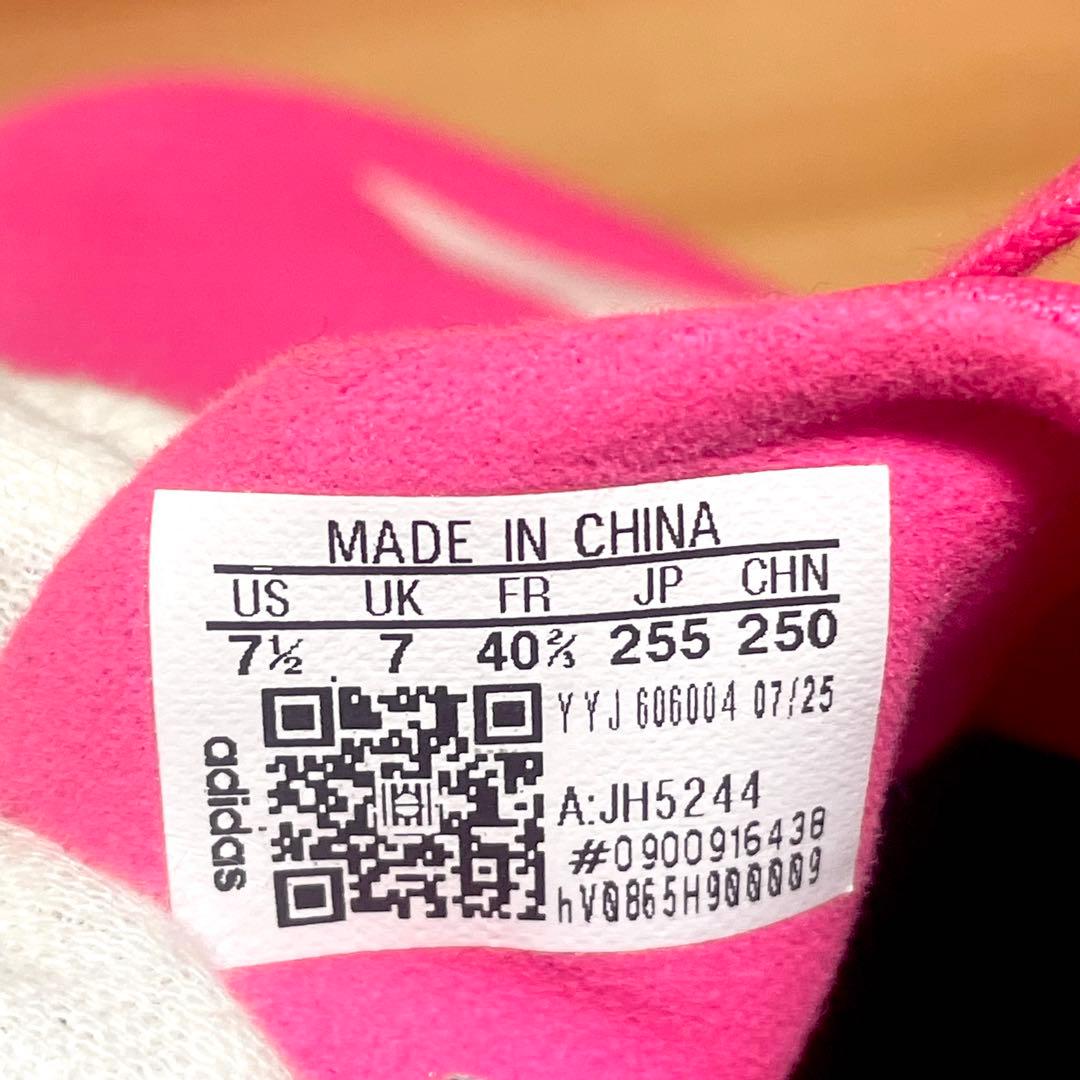 MADE IN CHINA
US UK FR JP CHN
7½ 7 40⅔ 255 250
YYJ 606004 07/25
A:JH5244
#0900916438
hV0865H900009
adidas